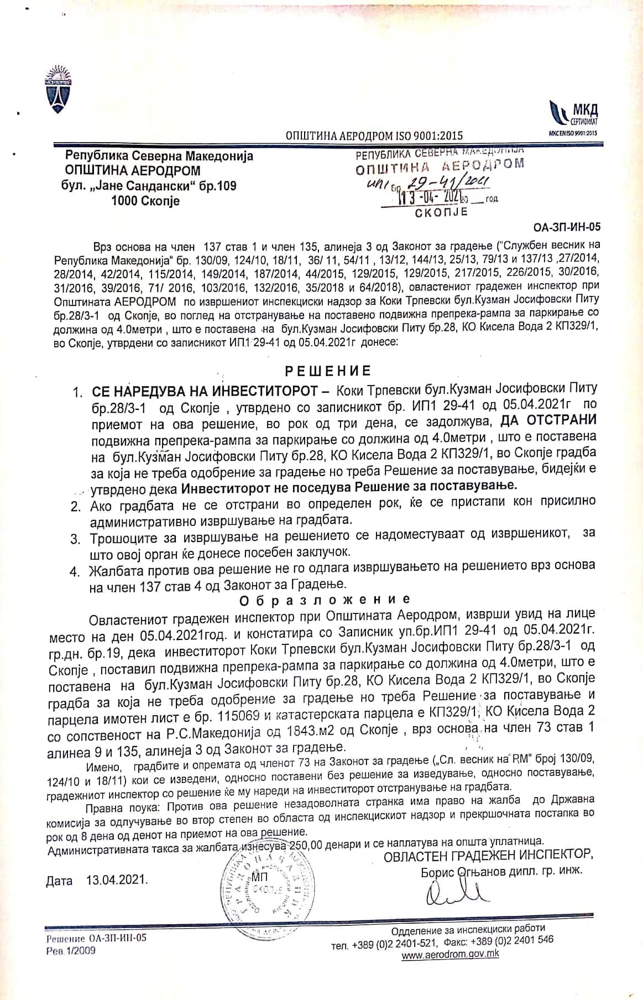 МКД
СЕРТИФИКАТ
MKC EN ISO 9001:2015
ОПШТИНА АЕРОДРОМ ISO 9001:2015
Република Северна Македонија
ОПШТИНА АЕРОДРОМ
бул. „Јане Сандански“ бр.109
1000 Скопје
РЕПУБЛИКА СЕВЕРНА МАКЕДОНИЈА
ОПШТИНА АЕРОДРОМ
ИП1 Бр. 29-41/2021
13-04-2021 20 __ год
СКОПЈЕ
ОА-ЗП-ИН-05
Врз основа на член 137 став 1 и член 135, алинеја 3 од Законот за градење (“Службен весник на
Република Македонија“ бр. 130/09, 124/10, 18/11, 36/ 11, 54/11 , 13/12, 144/13, 25/13, 79/13 и 137/13 ,27/2014,
28/2014, 42/2014, 115/2014, 149/2014, 187/2014, 44/2015, 129/2015, 129/2015, 217/2015, 226/2015, 30/2016,
31/2016, 39/2016, 71/ 2016, 103/2016, 132/2016, 35/2018 и 64/2018), овластениот градежен инспектор при
Општината АЕРОДРОМ по извршениот инспекциски надзор за Коки Трпевски бул.Кузман Јосифовски Питу
бр.28/3-1 од Скопје, во поглед на отстранување на поставено подвижна препрека-рампа за паркирање со
должина од 4.0метри , што е поставена на бул.Кузман Јосифовски Питу бр.28, КО Кисела Вода 2 КП329/1,
во Скопје, утврдени со записникот ИП1 29-41 од 05.04.2021г донесе:
Р Е Ш Е Н И Е
1. СЕ НАРЕДУВА НА ИНВЕСТИТОРОТ – Коки Трпевски бул.Кузман Јосифовски Питу
бр.28/3-1 од Скопје , утврдено со записникот бр. ИП1 29-41 од 05.04.2021г по
приемот на ова решение, во рок од три дена, се задолжува, ДА ОТСТРАНИ
подвижна препрека-рампа за паркирање со должина од 4.0метри , што е поставена
на бул.Кузман Јосифовски Питу бр.28, КО Кисела Вода 2 КП329/1, во Скопје градба
за која не треба одобрение за градење но треба Решение за поставување, бидејќи е
утврдено дека Инвеститорот не поседува Решение за поставување.
2. Ако градбата не се отстрани во определен рок, ќе се пристапи кон присилно
административно извршување на градбата.
3. Трошоците за извршување на решението се надоместуваат од извршеникот, за
што овој орган ќе донесе посебен заклучок.
4. Жалбата против ова решение не го одлага извршувањето на решението врз основа
на член 137 став 4 од Законот за Градење.
О б р а з л о ж е н и е
Овластениот градежен инспектор при Општината Аеродром, изврши увид на лице
место на ден 05.04.2021год. и констатира со Записник уп.бр.ИП1 29-41 од 05.04.2021г.
гр.дн. бр.19, дека инвеститорот Коки Трпевски бул.Кузман Јосифовски Питу бр.28/3-1 од
Скопје , поставил подвижна препрека-рампа за паркирање со должина од 4.0метри, што е
поставена на бул.Кузман Јосифовски Питу бр.28, КО Кисела Вода 2 КП329/1, во Скопје
градба за која не треба одобрение за градење но треба Решение за поставување и
парцела имотен лист е бр. 115069 и катастерската парцела е КП329/1, КО Кисела Вода 2
со сопственост на Р.С.Македонија од 1843.м2 од Скопје , врз основа на член 73 став 1
алинеа 9 и 135, алинеја 3 од Законот за градење.
Имено, градбите и опремата од членот 73 на Законот за градење („Сл. весник на РМ“ број 130/09,
124/10 и 18/11) кои се изведени, односно поставени без решение за изведување, односно поставување,
градежниот инспектор со решение ќе му нареди на инвеститорот отстранување на градбата.
Правна поука: Против ова решение незадоволната странка има право на жалба до Државна
комисија за одлучување во втор степен во областа од инспекцискиот надзор и прекршочната постапка во
рок од 8 дена од денот на приемот на ова решение.
Административната такса за жалбата изнесува 250,00 денари и се наплатува на општа уплатница.
ОВЛАСТЕН ГРАДЕЖЕН ИНСПЕКТОР,
Борис Огњанов дипл. гр. инж.
Дата 13.04.2021.
МП
СКОПЈЕ
Решение ОА-ЗП-ИН-05
Рев.1/2009
Одделение за инспекциски работи
тел. +389 (0)2 2401-521, Факс: +389 (0)2 2401 546
www.aerodrom.gov.mk